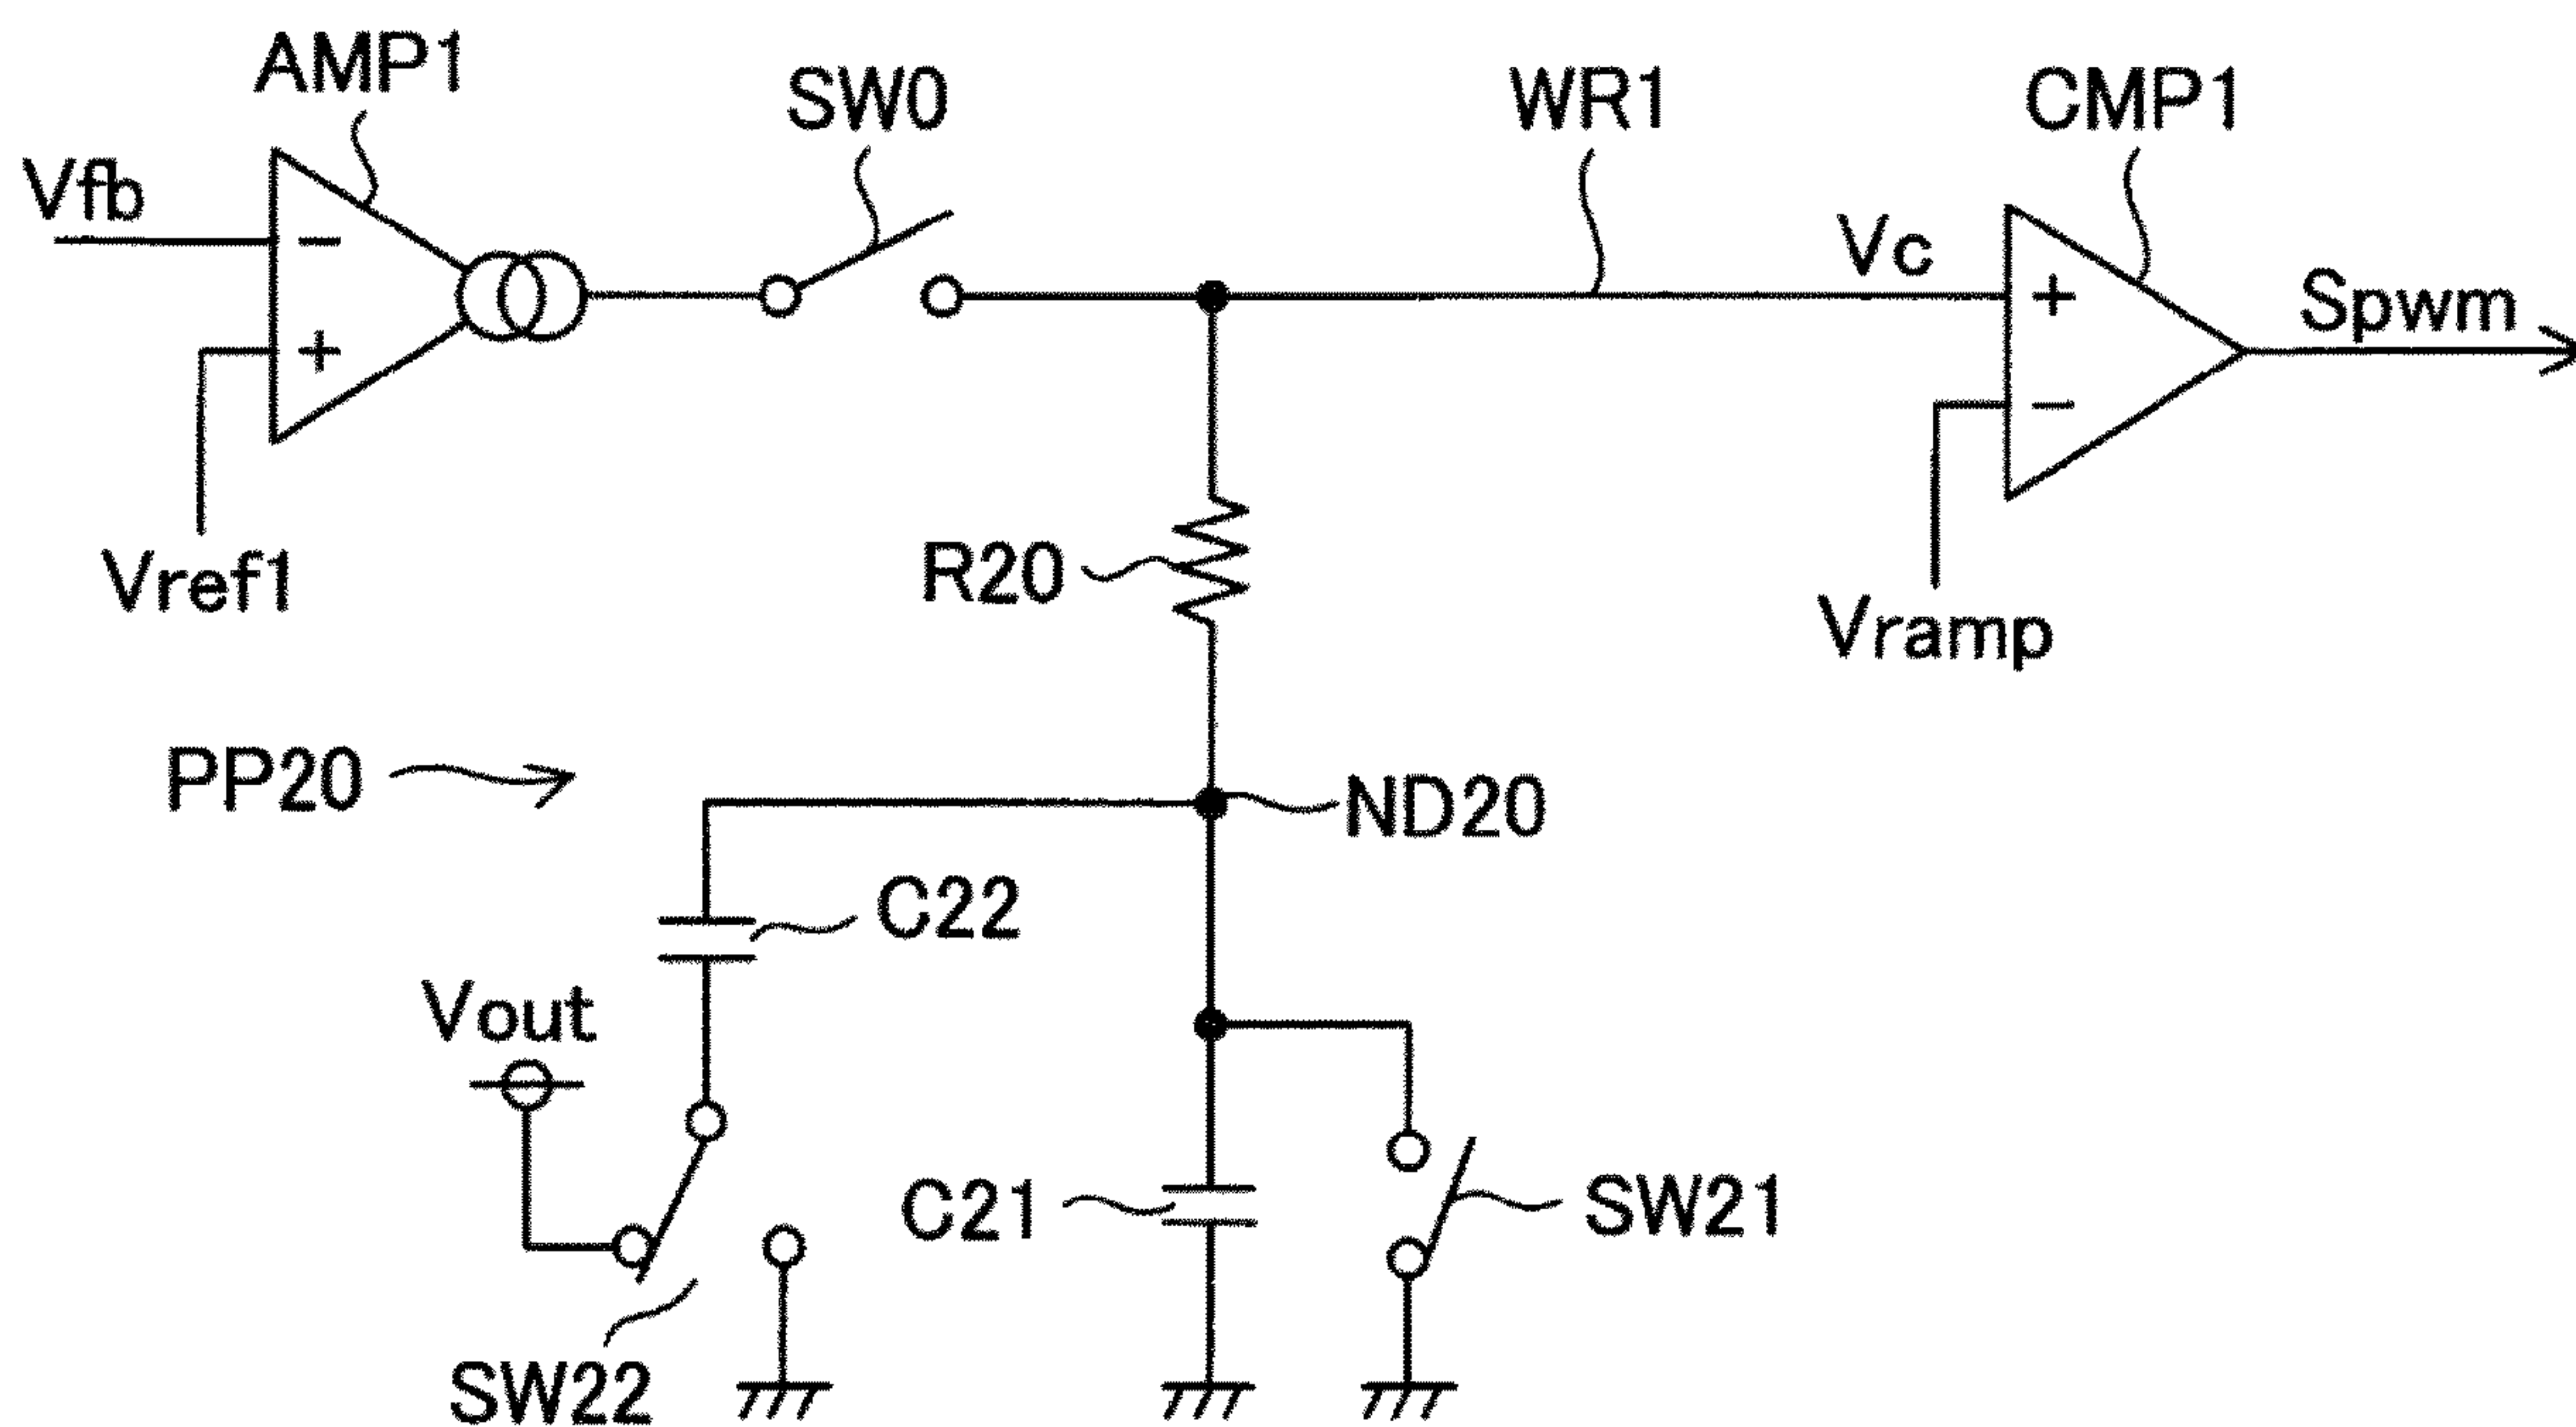 AMP1
SW0
WR1
CMP1
Vfb
Vc
Spwm
−
+
+
−
Vref1
R20
Vramp
PP20
ND20
C22
Vout
C21
SW21
SW22